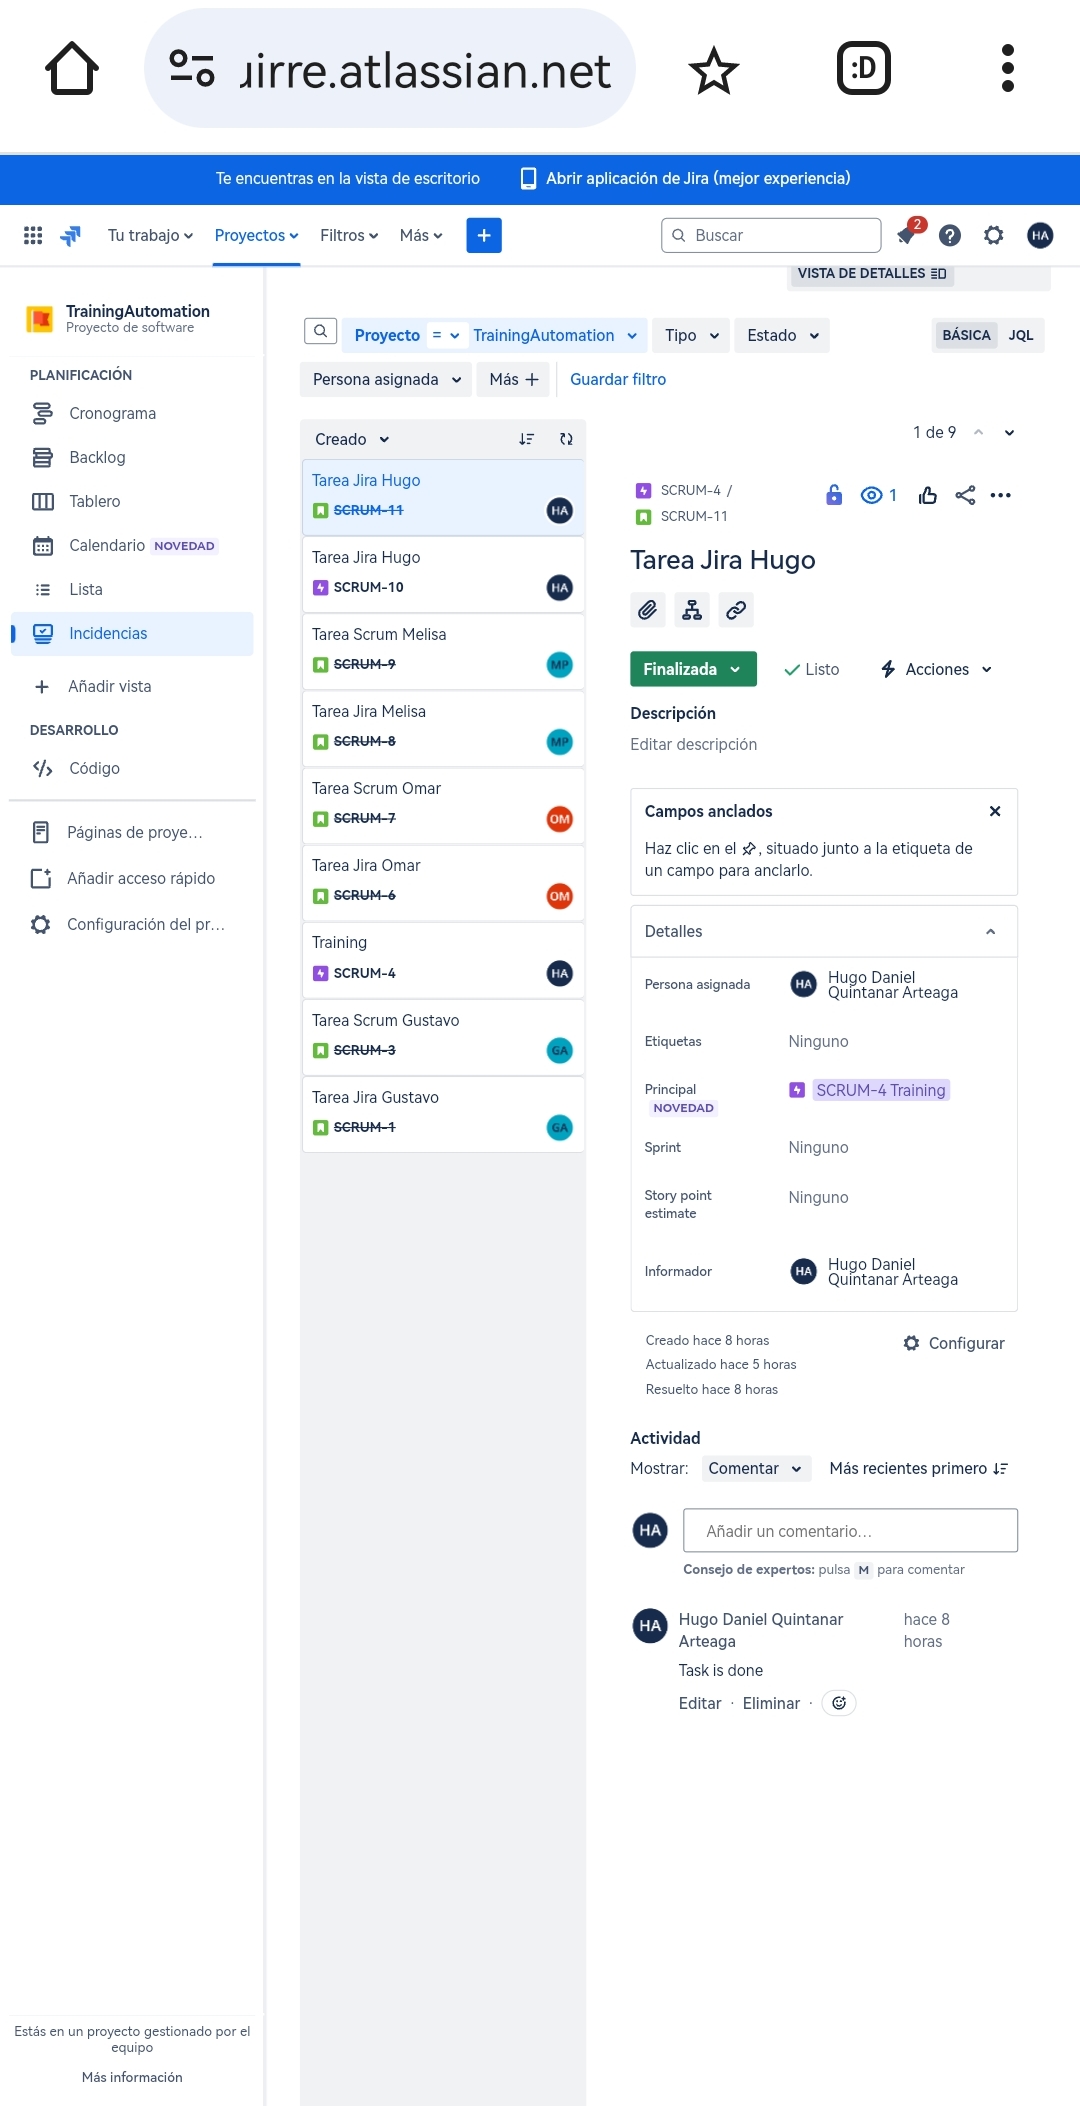 uirre.atlassian.net
:D
Te encuentras en la vista de escritorio
Abrir aplicación de Jira (mejor experiencia)
Tu trabajo
Proyectos
Filtros
Más
+
Buscar
2
HA
TrainingAutomation
Proyecto de software
PLANIFICACIÓN
Cronograma
Backlog
Tablero
Calendario NOVEDAD
Lista
Incidencias
Añadir vista
DESARROLLO
Código
Páginas de proye...
Añadir acceso rápido
Configuración del pr...
Estás en un proyecto gestionado por el
equipo
Más información
VISTA DE DETALLES
Proyecto = TrainingAutomation
Tipo
Estado
BÁSICA
JQL
Persona asignada
Más
Guardar filtro
Creado
Tarea Jira Hugo
SCRUM-11 HA
Tarea Jira Hugo
SCRUM-10 HA
Tarea Scrum Melisa
SCRUM-9 MP
Tarea Jira Melisa
SCRUM-8 MP
Tarea Scrum Omar
SCRUM-7 OM
Tarea Jira Omar
SCRUM-6 OM
Training
SCRUM-4 HA
Tarea Scrum Gustavo
SCRUM-3 GA
Tarea Jira Gustavo
SCRUM-1 GA
1 de 9
SCRUM-4 /
SCRUM-11
1
Tarea Jira Hugo
Finalizada
Listo
Acciones
Descripción
Editar descripción
Campos anclados
Haz clic en el , situado junto a la etiqueta de
un campo para anclarlo.
Detalles
Persona asignada
HA
Hugo Daniel
Quintanar Arteaga
Etiquetas
Ninguno
Principal
NOVEDAD
SCRUM-4 Training
Sprint
Ninguno
Story point
estimate
Ninguno
Informador
HA
Hugo Daniel
Quintanar Arteaga
Creado hace 8 horas
Actualizado hace 5 horas
Resuelto hace 8 horas
Configurar
Actividad
Mostrar: Comentar
Más recientes primero
HA
Añadir un comentario...
Consejo de expertos: pulsa M para comentar
HA
Hugo Daniel Quintanar
Arteaga
hace 8
horas
Task is done
Editar · Eliminar ·